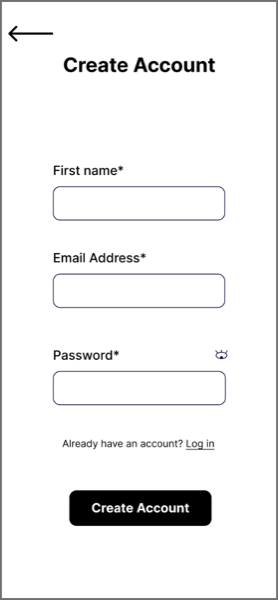 Create Account
First name*
Email Address*
Password*
Already have an account? Log in
Create Account